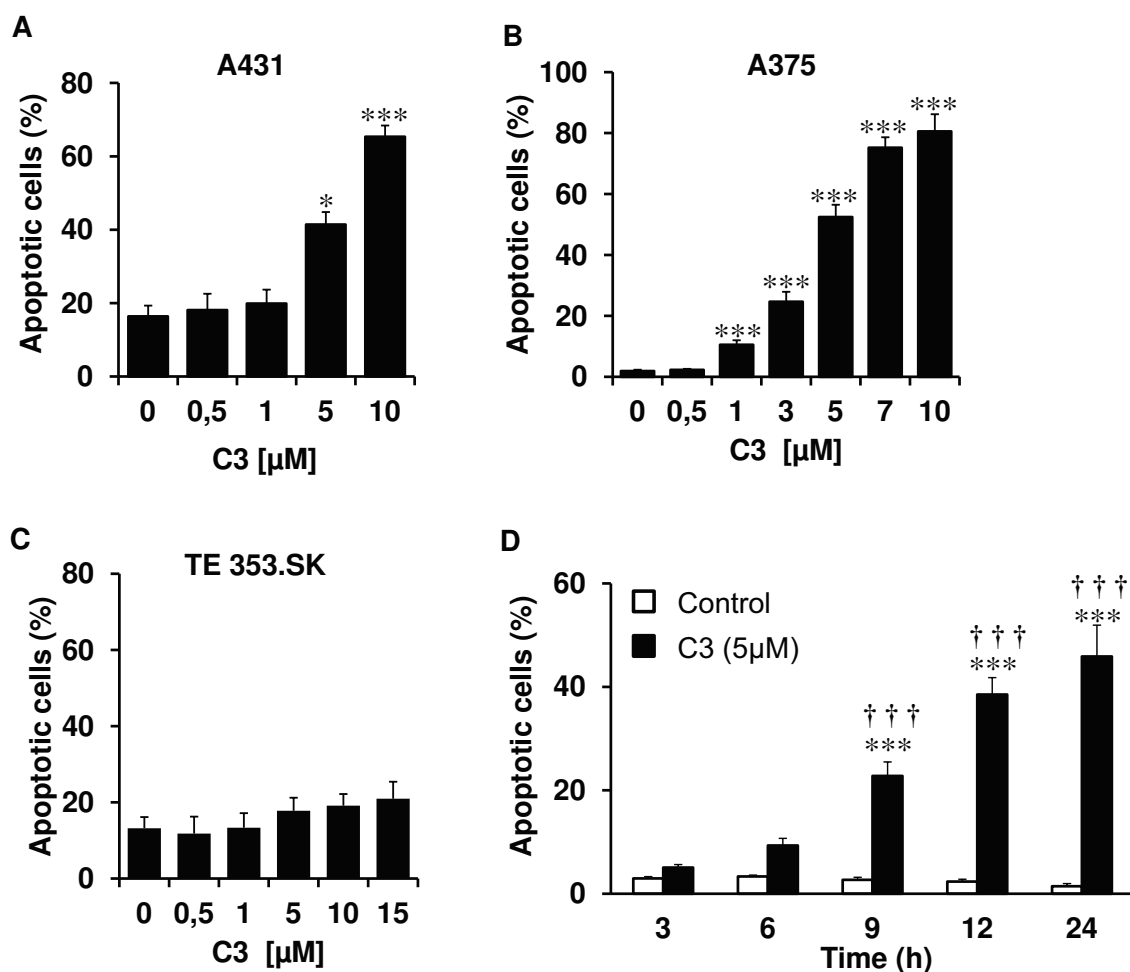 A
A431
Apoptotic cells (%)
80
60
40
20
0
*
***
0 0,5 1 5 10
C3 [µM]
B
A375
Apoptotic cells (%)
100
80
60
40
20
0
***
***
***
***
***
0 0,5 1 3 5 7 10
C3 [µM]
C
TE 353.SK
Apoptotic cells (%)
80
60
40
20
0
0 0,5 1 5 10 15
C3 [µM]
D
Control
C3 (5µM)
Apoptotic cells (%)
60
40
20
0
† † †
***
† † †
***
† † †
***
3 6 9 12 24
Time (h)